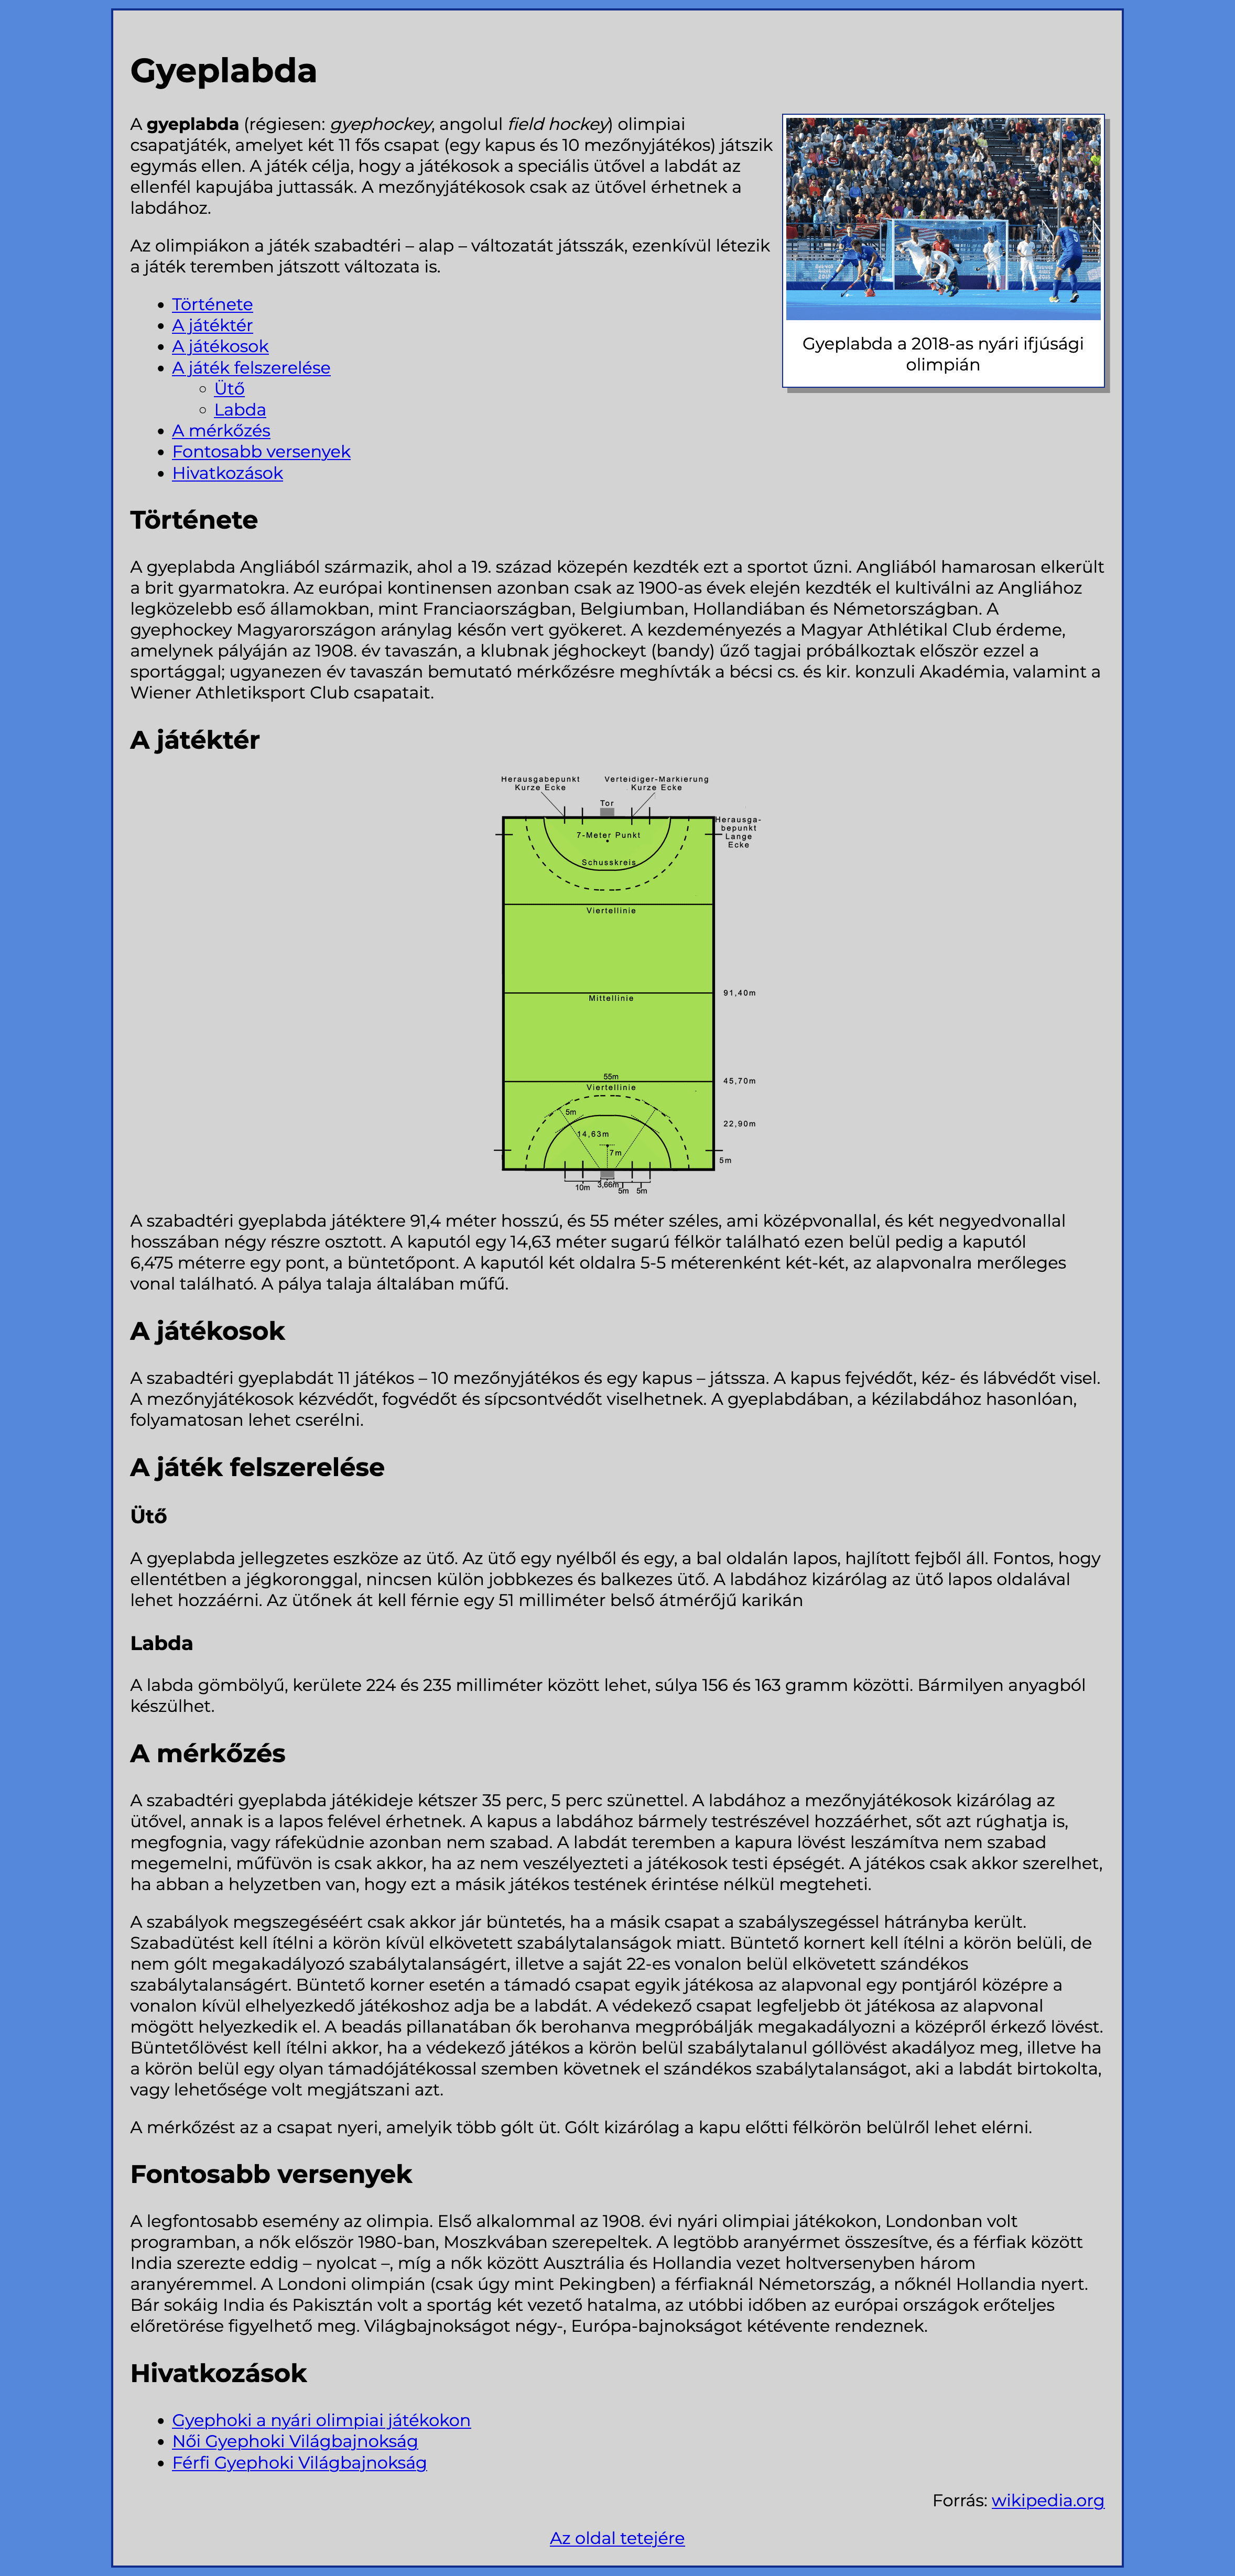 Gyeplabda
A gyeplabda (régiesen: gyephockey, angolul field hockey) olimpiai
csapatjáték, amelyet két 11 fős csapat (egy kapus és 10 mezőnyjátékos) játszik
egymás ellen. A játék célja, hogy a játékosok a speciális ütővel a labdát az
ellenfél kapujába juttassák. A mezőnyjátékosok csak az ütővel érhetnek a
labdához.
Az olimpiákon a játék szabadtéri – alap – változatát játsszák, ezenkívül létezik
a játék teremben játszott változata is.
Gyeplabda a 2018-as nyári ifjúsági
olimpián
Története
A játéktér
A játékosok
A játék felszerelése
Ütő
Labda
A mérkőzés
Fontosabb versenyek
Hivatkozások
Története
A gyeplabda Angliából származik, ahol a 19. század közepén kezdték ezt a sportot űzni. Angliából hamarosan elkerült
a brit gyarmatokra. Az európai kontinensen azonban csak az 1900-as évek elején kezdték el kultiválni az Angliához
legközelebb eső államokban, mint Franciaországban, Belgiumban, Hollandiában és Németországban. A
gyephockey Magyarországon aránylag későn vert gyökeret. A kezdeményezés a Magyar Athlétikal Club érdeme,
amelynek pályáján az 1908. év tavaszán, a klubnak jéghockeyt (bandy) űző tagjai próbálkoztak először ezzel a
sportággal; ugyanezen év tavaszán bemutató mérkőzésre meghívták a bécsi cs. és kir. konzuli Akadémia, valamint a
Wiener Athletiksport Club csapatait.
A játéktér
Herausgabepunkt
Kurze Ecke
Verteidiger-Markierung
Kurze Ecke
Tor
Herausga-
bepunkt
Lange
Ecke
7-Meter Punkt
Schusskreis
Viertellinie
Mittellinie
91,40m
55m
45,70m
Viertellinie
5m
22,90m
14,63m
7m
5m
10m
3,66m
5m
5m
A szabadtéri gyeplabda játéktere 91,4 méter hosszú, és 55 méter széles, ami középvonallal, és két negyedvonallal
hosszában négy részre osztott. A kaputól egy 14,63 méter sugarú félkör található ezen belül pedig a kaputól
6,475 méterre egy pont, a büntetőpont. A kaputól két oldalra 5-5 méterenként két-két, az alapvonalra merőleges
vonal található. A pálya talaja általában műfű.
A játékosok
A szabadtéri gyeplabdát 11 játékos – 10 mezőnyjátékos és egy kapus – játssza. A kapus fejvédőt, kéz- és lábvédőt visel.
A mezőnyjátékosok kézvédőt, fogvédőt és sípcsontvédőt viselhetnek. A gyeplabdában, a kézilabdához hasonlóan,
folyamatosan lehet cserélni.
A játék felszerelése
Ütő
A gyeplabda jellegzetes eszköze az ütő. Az ütő egy nyélből és egy, a bal oldalán lapos, hajlított fejből áll. Fontos, hogy
ellentétben a jégkoronggal, nincsen külön jobbkezes és balkezes ütő. A labdához kizárólag az ütő lapos oldalával
lehet hozzáérni. Az ütőnek át kell férnie egy 51 milliméter belső átmérőjű karikán
Labda
A labda gömbölyű, kerülete 224 és 235 milliméter között lehet, súlya 156 és 163 gramm közötti. Bármilyen anyagból
készülhet.
A mérkőzés
A szabadtéri gyeplabda játékideje kétszer 35 perc, 5 perc szünettel. A labdához a mezőnyjátékosok kizárólag az
ütővel, annak is a lapos felével érhetnek. A kapus a labdához bármely testrészével hozzáérhet, sőt azt rúghatja is,
megfognia, vagy ráfeküdnie azonban nem szabad. A labdát teremben a kapura lövést leszámítva nem szabad
megemelni, műfüvön is csak akkor, ha az nem veszélyezteti a játékosok testi épségét. A játékos csak akkor szerelhet,
ha abban a helyzetben van, hogy ezt a másik játékos testének érintése nélkül megteheti.
A szabályok megszegéséért csak akkor jár büntetés, ha a másik csapat a szabályszegéssel hátrányba került.
Szabadütést kell ítélni a körön kívül elkövetett szabálytalanságok miatt. Büntető kornert kell ítélni a körön belüli, de
nem gólt megakadályozó szabálytalanságért, illetve a saját 22-es vonalon belül elkövetett szándékos
szabálytalanságért. Büntető korner esetén a támadó csapat egyik játékosa az alapvonal egy pontjáról középre a
vonalon kívül elhelyezkedő játékoshoz adja be a labdát. A védekező csapat legfeljebb öt játékosa az alapvonal
mögött helyezkedik el. A beadás pillanatában ők berohanva megpróbálják megakadályozni a középről érkező lövést.
Büntetőlövést kell ítélni akkor, ha a védekező játékos a körön belül szabálytalanul góllövést akadályoz meg, illetve ha
a körön belül egy olyan támadójátékossal szemben követnek el szándékos szabálytalanságot, aki a labdát birtokolta,
vagy lehetősége volt megjátszani azt.
A mérkőzést az a csapat nyeri, amelyik több gólt üt. Gólt kizárólag a kapu előtti félkörön belülről lehet elérni.
Fontosabb versenyek
A legfontosabb esemény az olimpia. Első alkalommal az 1908. évi nyári olimpiai játékokon, Londonban volt
programban, a nők először 1980-ban, Moszkvában szerepeltek. A legtöbb aranyérmet összesítve, és a férfiak között
India szerezte eddig – nyolcat –, míg a nők között Ausztrália és Hollandia vezet holtversenyben három
aranyéremmel. A Londoni olimpián (csak úgy mint Pekingben) a férfiaknál Németország, a nőknél Hollandia nyert.
Bár sokáig India és Pakisztán volt a sportág két vezető hatalma, az utóbbi időben az európai országok erőteljes
előretörése figyelhető meg. Világbajnokságot négy-, Európa-bajnokságot kétévente rendeznek.
Hivatkozások
Gyephoki a nyári olimpiai játékokon
Női Gyephoki Világbajnokság
Férfi Gyephoki Világbajnokság
Forrás: wikipedia.org
Az oldal tetejére